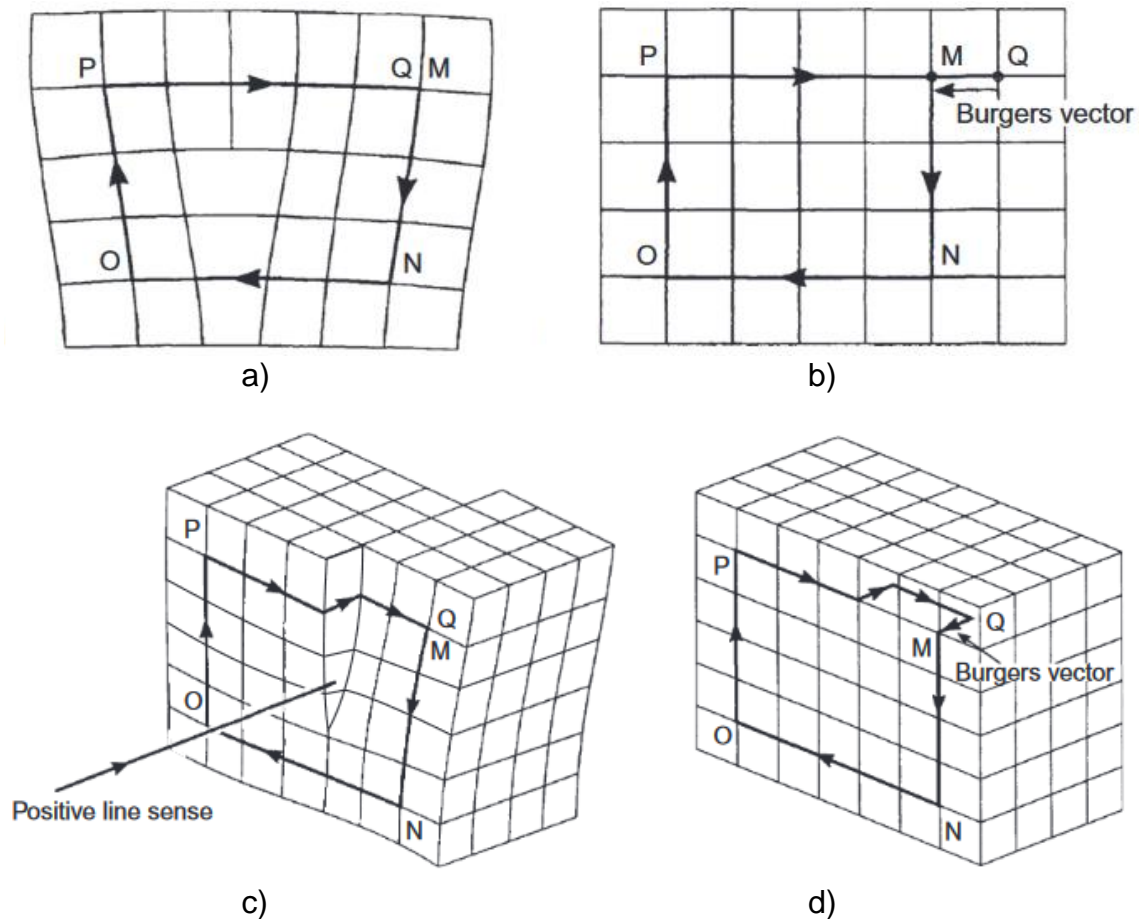 P
Q M
O
N
a)
P
M
Q
Burgers vector
O
N
b)
P
Q
M
O
Positive line sense
N
c)
P
Q
M
Burgers vector
O
N
d)